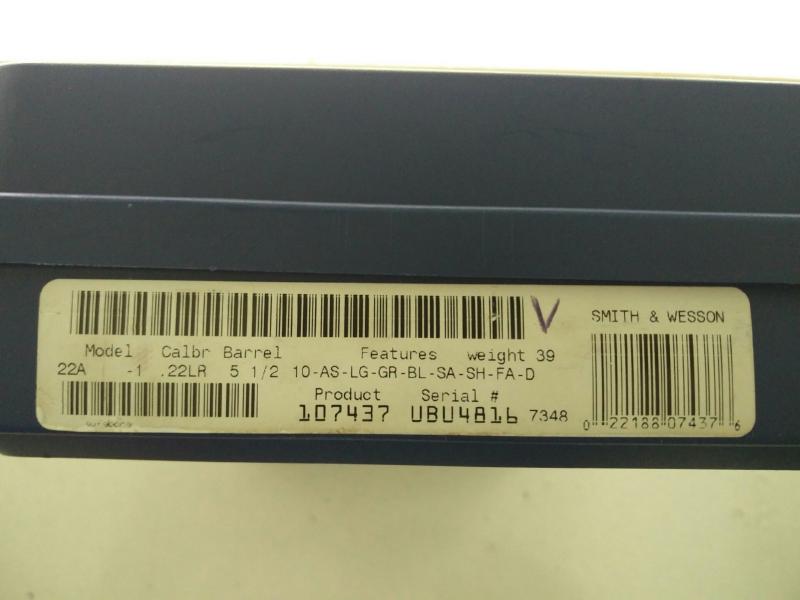 V
SMITH & WESSON
Model Calbr Barrel Features weight 39
22A -1 .22LR 5 1/2 10-AS-LG-GR-BL-SA-SH-FA-D
Product Serial #
107437 UBU4816 7348
0 22188 07437 6